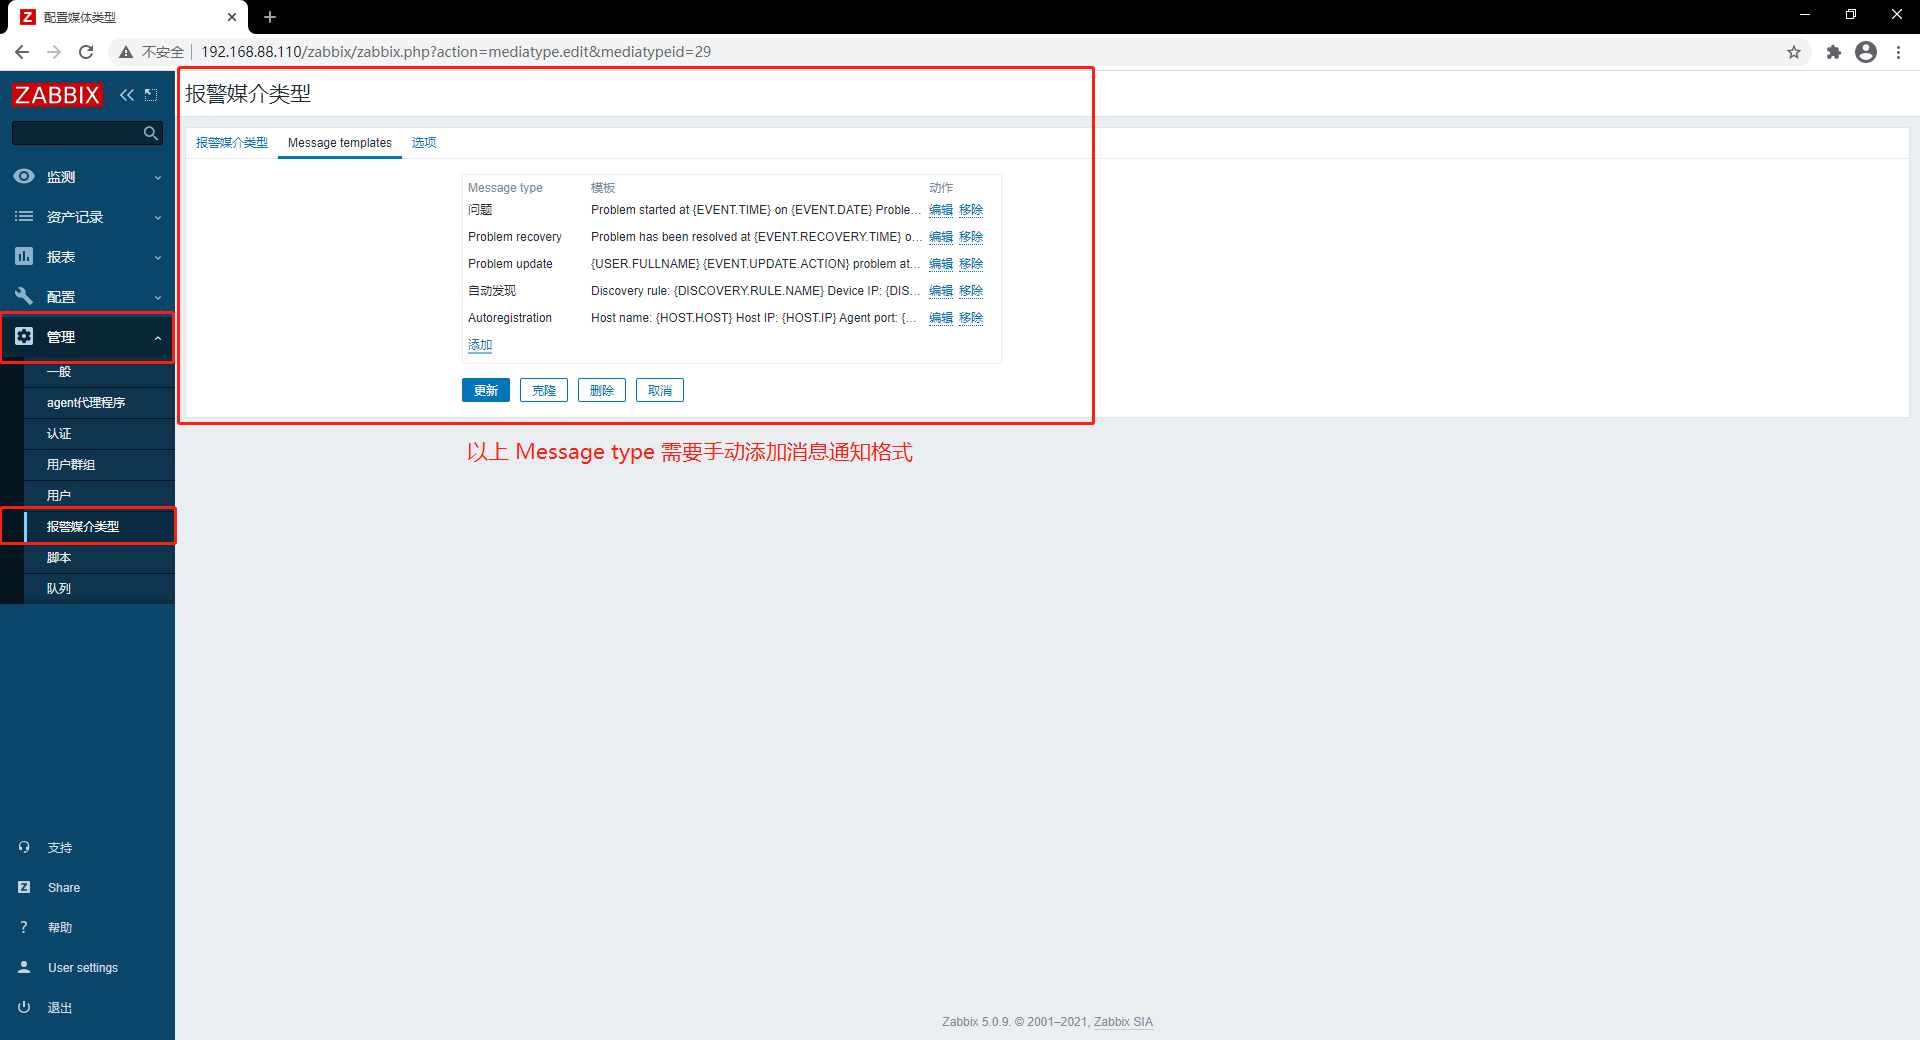 Z 配置媒体类型
不安全 192.168.88.110/zabbix/zabbix.php?action=mediatype.edit&mediatypeid=29
ZABBIX
监测
资产记录
报表
配置
管理
一般
agent代理程序
认证
用户群组
用户
报警媒介类型
脚本
队列
支持
Z Share
? 帮助
User settings
退出
报警媒介类型
报警媒介类型 Message templates 选项
Message type 模板 动作
问题 Problem started at {EVENT.TIME} on {EVENT.DATE} Proble... 编辑 移除
Problem recovery Problem has been resolved at {EVENT.RECOVERY.TIME} o... 编辑 移除
Problem update {USER.FULLNAME} {EVENT.UPDATE.ACTION} problem at... 编辑 移除
自动发现 Discovery rule: {DISCOVERY.RULE.NAME} Device IP: {DIS... 编辑 移除
Autoregistration Host name: {HOST.HOST} Host IP: {HOST.IP} Agent port: {... 编辑 移除
添加
更新 克隆 删除 取消
以上 Message type 需要手动添加消息通知格式
Zabbix 5.0.9. © 2001–2021, Zabbix SIA